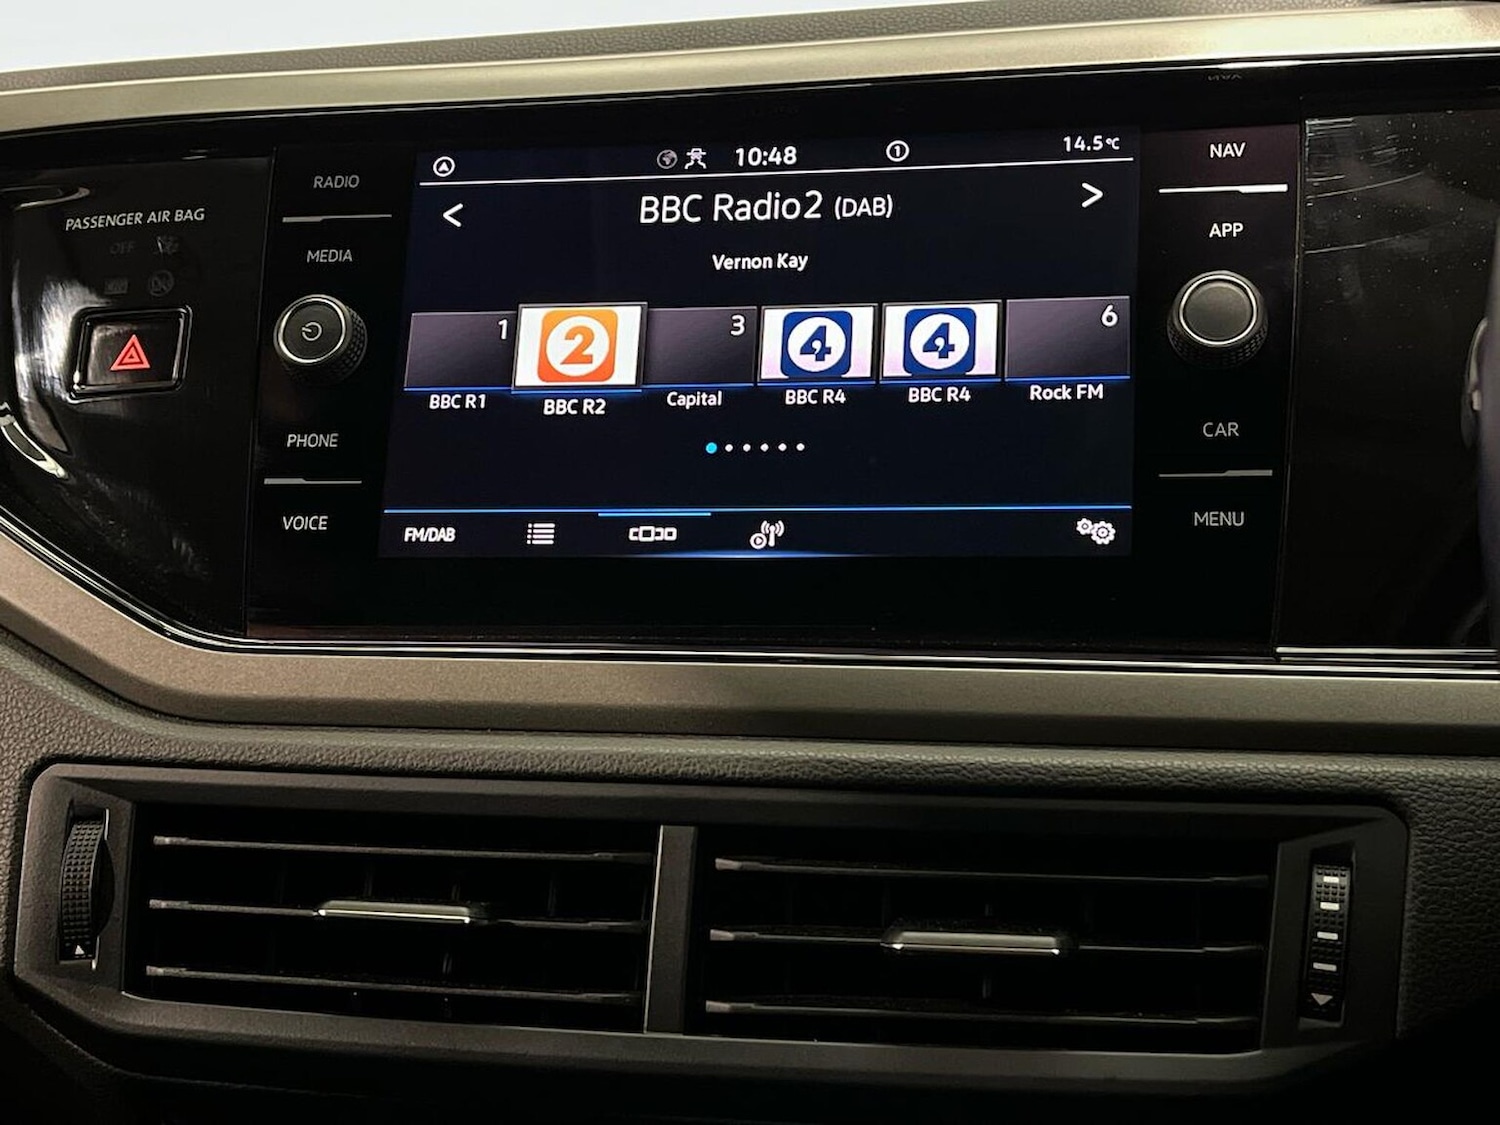 PASSENGER AIR BAG
OFF
RADIO
MEDIA
PHONE
VOICE
10:48
1
14.5°C
BBC Radio2 (DAB)
Vernon Kay
1
2
3
4
4
6
BBC R1
BBC R2
Capital
BBC R4
BBC R4
Rock FM
FM/DAB
NAV
APP
CAR
MENU